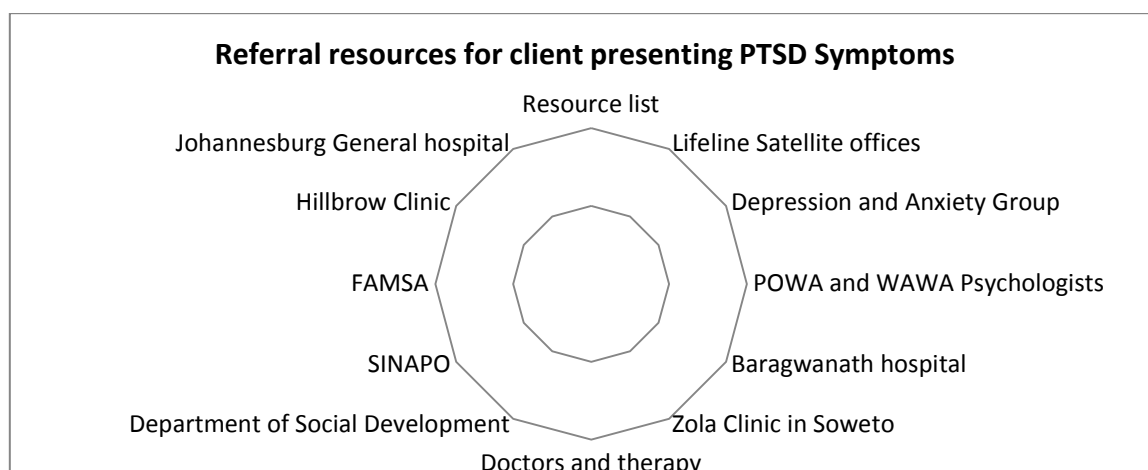 Referral resources for client presenting PTSD Symptoms
Resource list
Johannesburg General hospital
Lifeline Satellite offices
Hillbrow Clinic
Depression and Anxiety Group
FAMSA
POWA and WAWA Psychologists
SINAPO
Baragwanath hospital
Department of Social Development
Zola Clinic in Soweto
Doctors and therapy